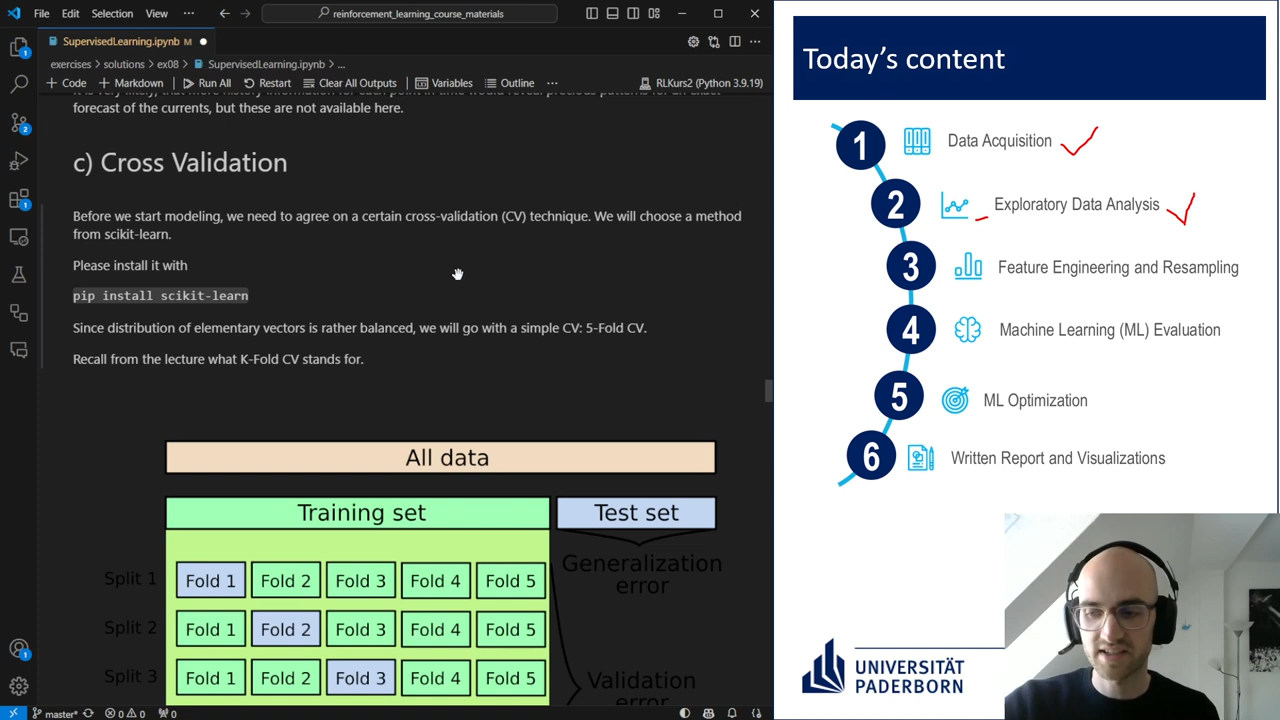 File Edit Selection ··· reinforcement_learning_course_materials
SupervisedLearning.ipynb M
exercises > solutions > ex08 > SupervisedLearning.ipynb > ...
+ Code + Markdown Run All Restart Clear All Outputs Variables Outline ··· RLKurs2 (Python 3.9.19)
forecast of the currents, but these are not available here.
c) Cross Validation
Before we start modeling, we need to agree on a certain cross-validation (CV) technique. We will choose a method
from scikit-learn.
Please install it with
pip install scikit-learn
Since distribution of elementary vectors is rather balanced, we will go with a simple CV: 5-Fold CV.
Recall from the lecture what K-Fold CV stands for.
All data
Training set Test set
Generalization
error
Split 1 Fold 1 Fold 2 Fold 3 Fold 4 Fold 5
Split 2 Fold 1 Fold 2 Fold 3 Fold 4 Fold 5
Split 3 Fold 1 Fold 2 Fold 3 Fold 4 Fold 5
Validation
error
master* 0 0 0
Today's content
1 Data Acquisition
2 Exploratory Data Analysis
3 Feature Engineering and Resampling
4 Machine Learning (ML) Evaluation
5 ML Optimization
6 Written Report and Visualizations
UNIVERSITÄT
PADERBORN